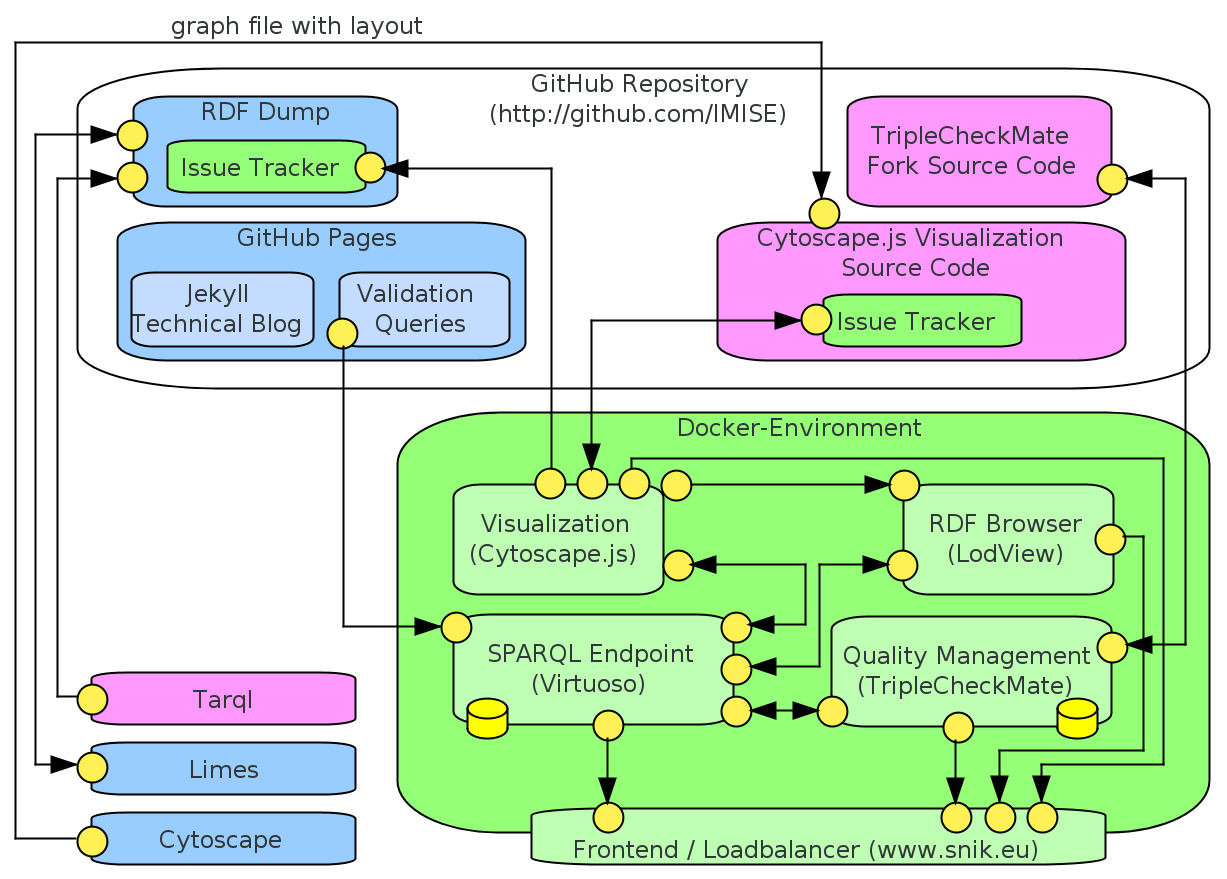 graph file with layout
GitHub Repository
(http://github.com/IMISE)
RDF Dump
Issue Tracker
TripleCheckMate
Fork Source Code
GitHub Pages
Jekyll
Technical Blog
Validation
Queries
Cytoscape.js Visualization
Source Code
Issue Tracker
Docker-Environment
Visualization
(Cytoscape.js)
RDF Browser
(LodView)
SPARQL Endpoint
(Virtuoso)
Quality Management
(TripleCheckMate)
Tarql
Limes
Cytoscape
Frontend / Loadbalancer (www.snik.eu)